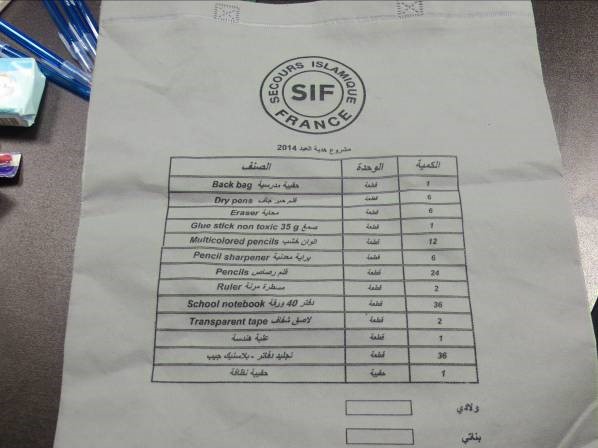 SECOURS ISLAMIQUE
SIF
FRANCE
مشروع هدية العيد 2014
الصنف الوحدة الكمية
Back bag حقيبة مدرسية قطعة 1
Dry pens قلم حبر جاف قطعة 6
Eraser محاية قطعة 6
Glue stick non toxic 35 g صمغ قطعة 1
Multicolored pencils الوان خشب قطعة 12
Pencil sharpener براية معدنية قطعة 6
Pencils قلم رصاص قطعة 24
Ruler مسطرة مرنة قطعة 2
School notebook دفتر 40 ورقة قطعة 36
Transparent tape لاصق شفاف قطعة 2
علبة هندسة قطعة 1
تجليد دفاتر - بلاستيك جيب قطعة 36
حقيبة نظافة حقيبة 1
ولادي
بناتي